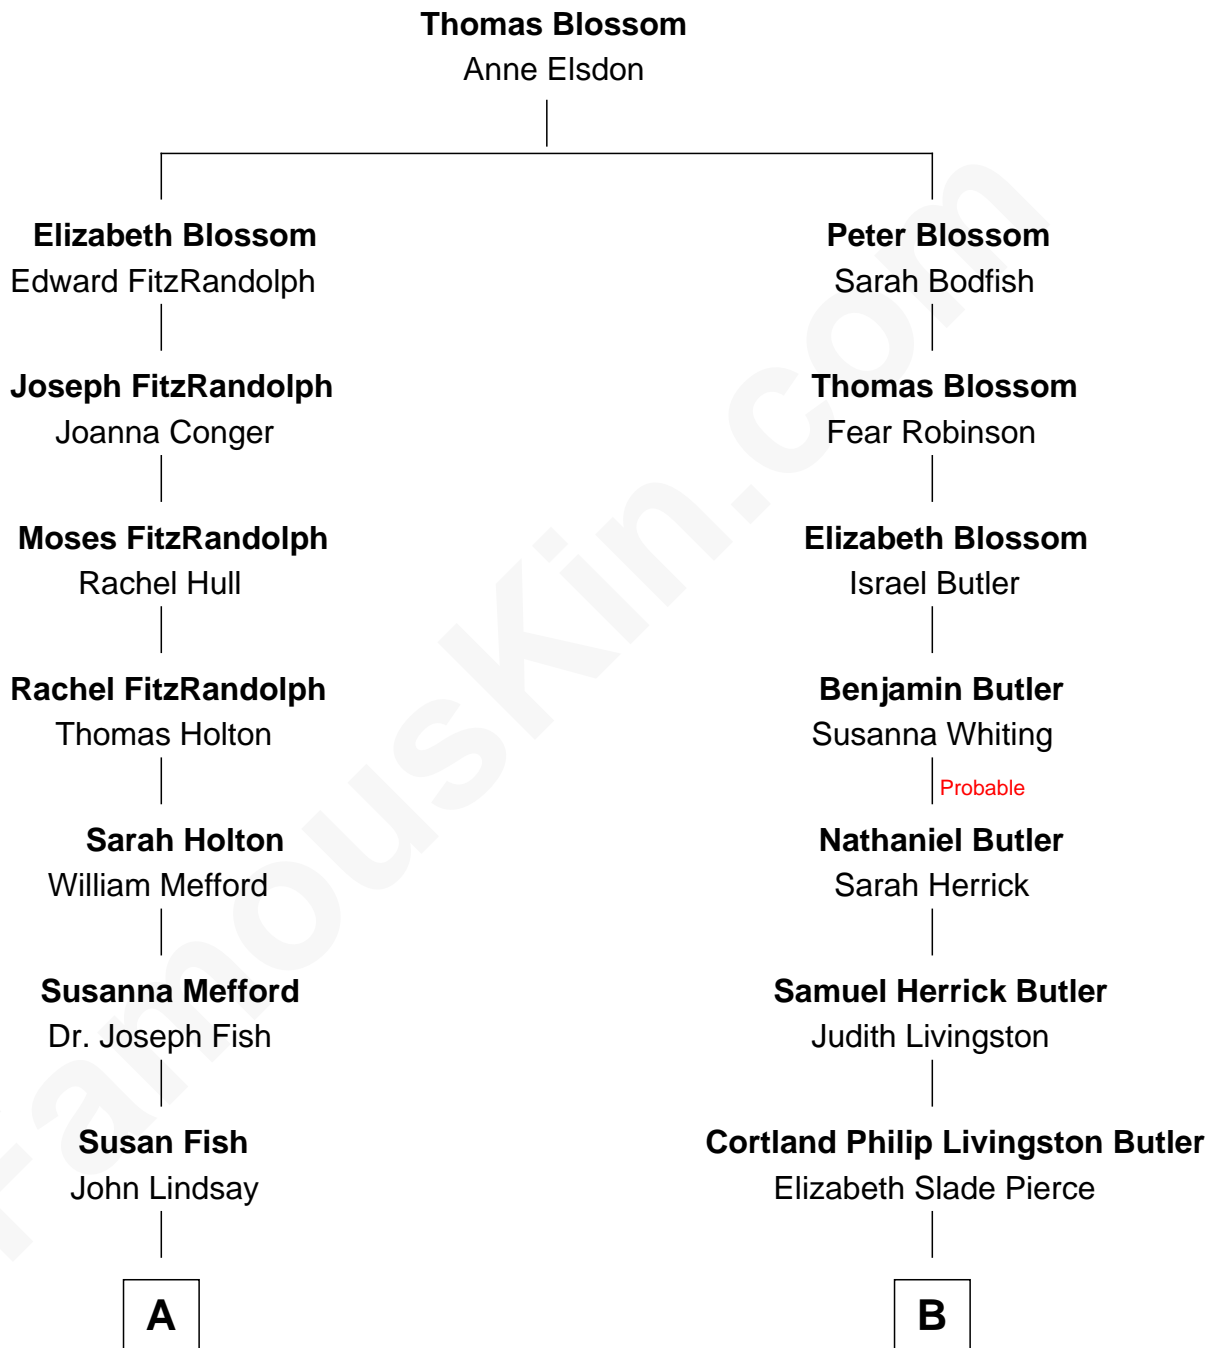 Thomas Blossom
Anne Elsdon
Elizabeth Blossom
Edward FitzRandolph
Peter Blossom
Sarah Bodfish
Joseph FitzRandolph
Joanna Conger
Thomas Blossom
Fear Robinson
Moses FitzRandolph
Rachel Hull
Elizabeth Blossom
Israel Butler
Rachel FitzRandolph
Thomas Holton
Benjamin Butler
Susanna Whiting
Probable
Sarah Holton
William Mefford
Nathaniel Butler
Sarah Herrick
Susanna Mefford
Dr. Joseph Fish
Samuel Herrick Butler
Judith Livingston
Susan Fish
John Lindsay
Cortland Philip Livingston Butler
Elizabeth Slade Pierce
A
B
FamousKin.com